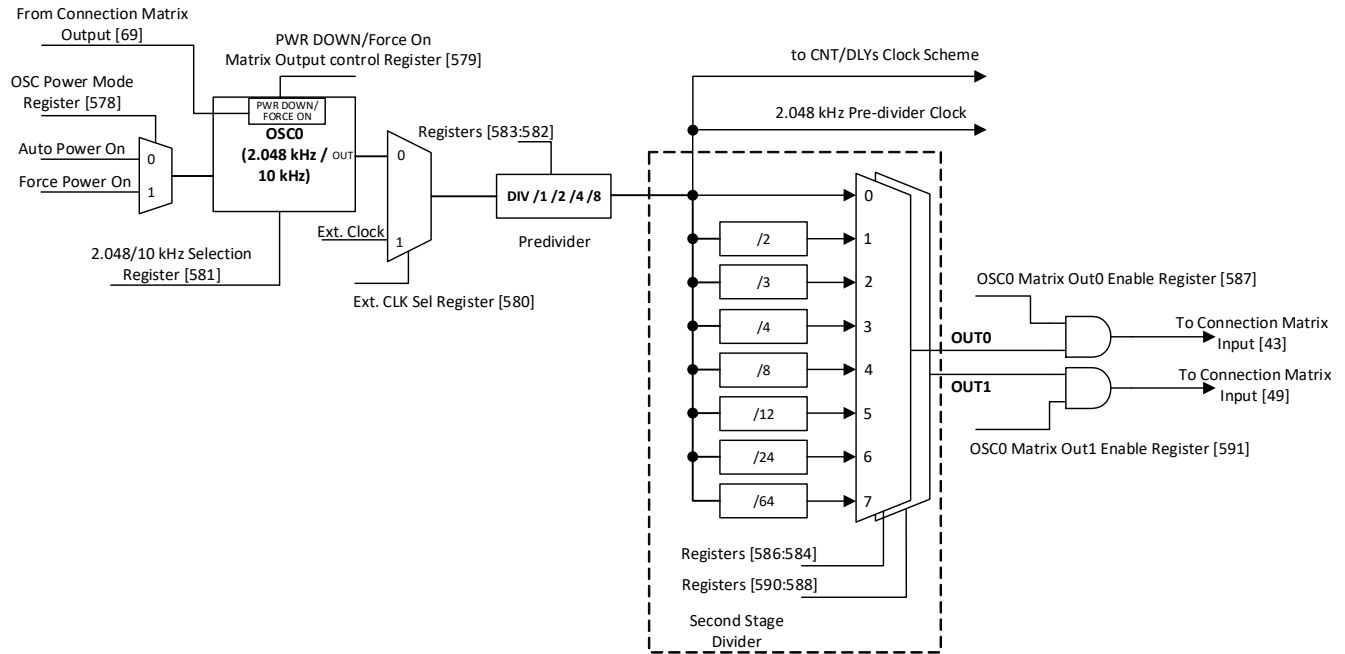 From Connection Matrix
Output [69]
PWR DOWN/Force On
Matrix Output control Register [579]
OSC Power Mode
Register [578]
Auto Power On
Force Power On
0
1
PWR DOWN/
FORCE ON
OSC0
(2.048 kHz /
10 kHz)
OUT
2.048/10 kHz Selection
Register [581]
0
1
Ext. Clock
Ext. CLK Sel Register [580]
Registers [583:582]
DIV /1 /2 /4 /8
Predivider
to CNT/DLYs Clock Scheme
2.048 kHz Pre-divider Clock
0
/2
1
/3
2
/4
3
/8
4
/12
5
/24
6
/64
7
Registers [586:584]
Registers [590:588]
Second Stage
Divider
OSC0 Matrix Out0 Enable Register [587]
OUT0
To Connection Matrix
Input [43]
OUT1
To Connection Matrix
Input [49]
OSC0 Matrix Out1 Enable Register [591]